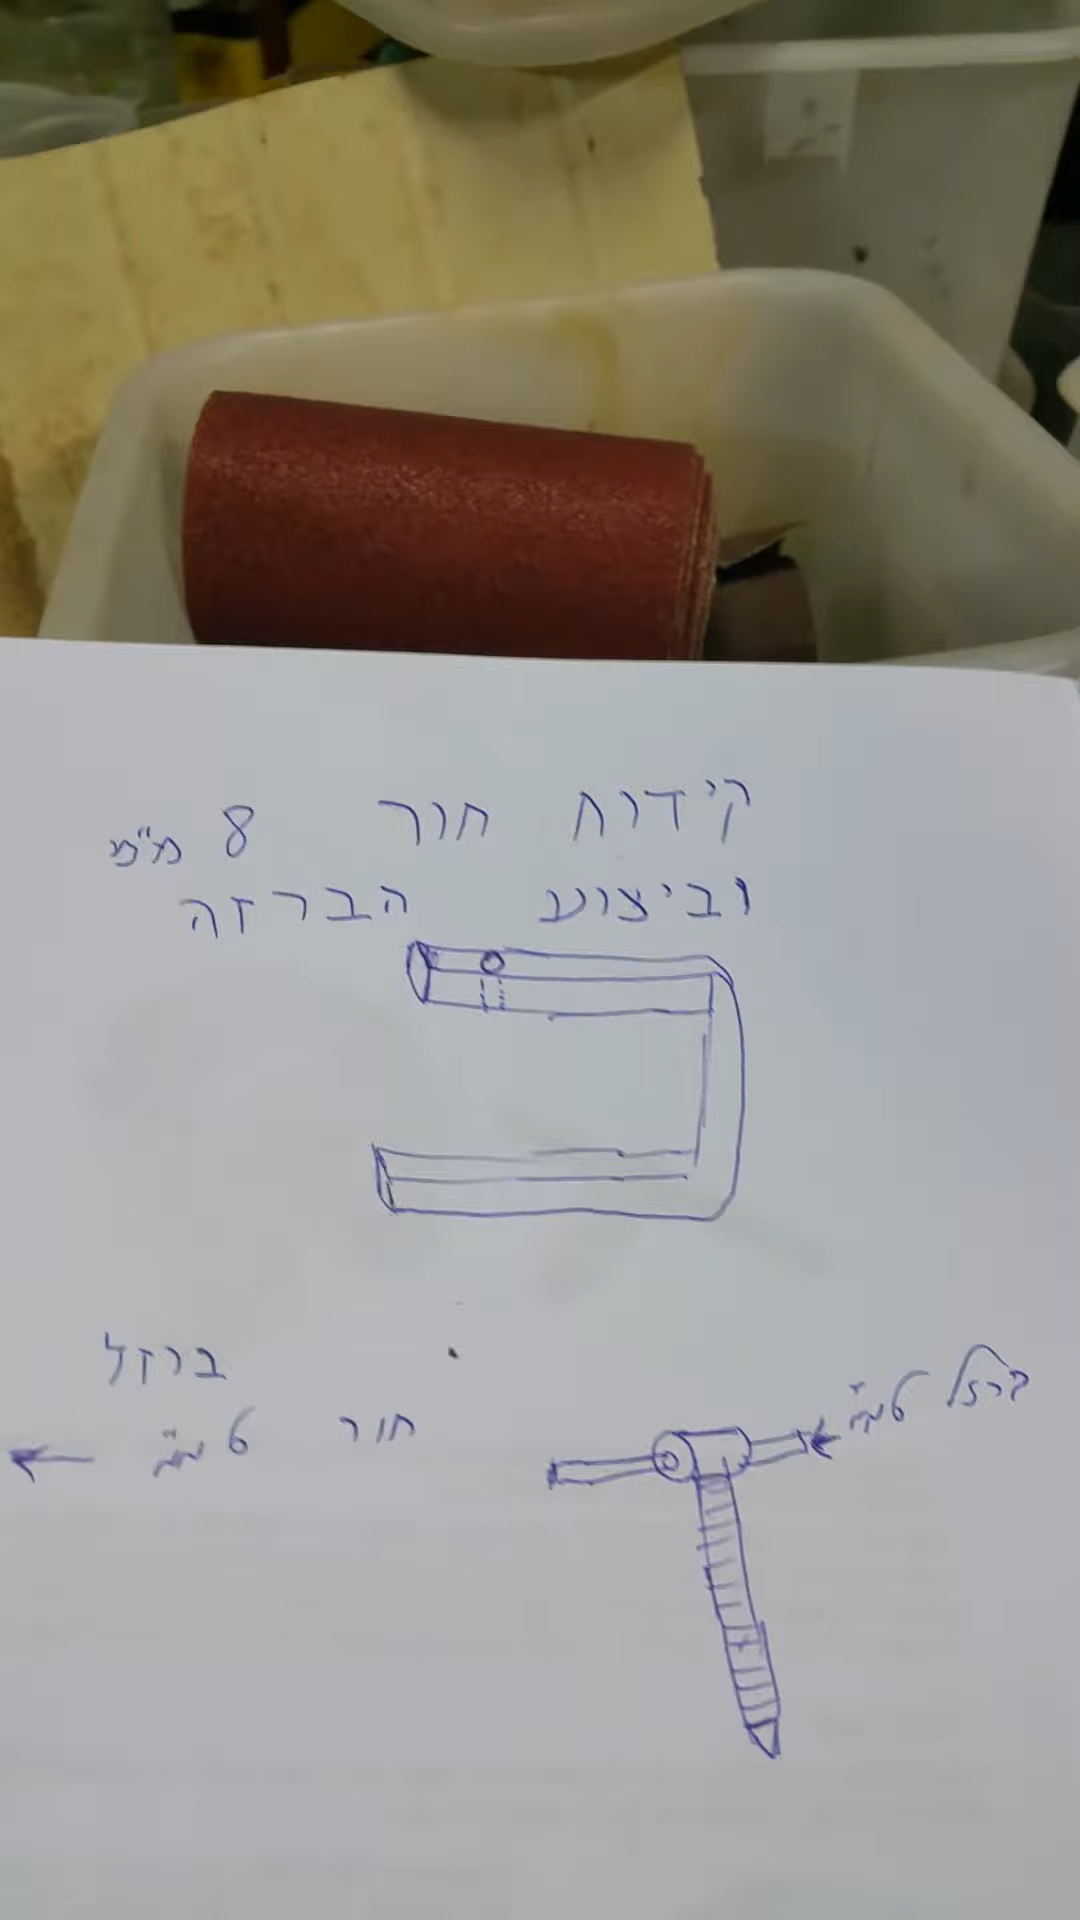 קידוח חור 8 מ"מ
וביצוע הברזה
ברזל
חור 6 מ"מ
ברזל 6 מ"מ